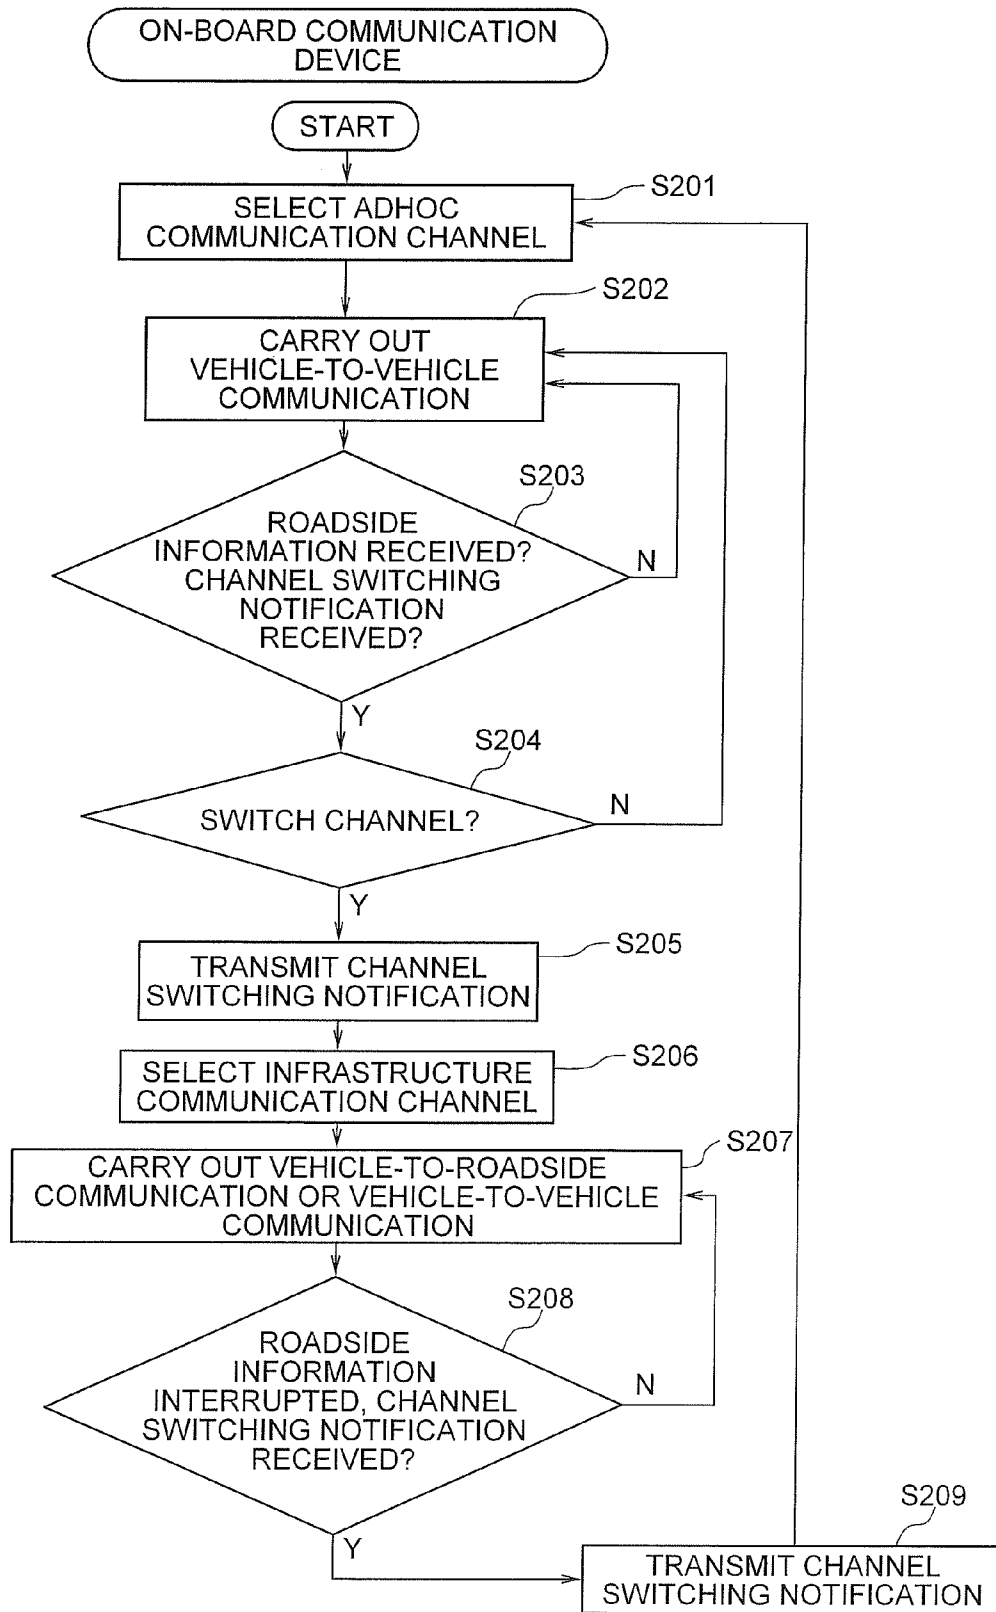 ON-BOARD COMMUNICATION
DEVICE
START
S201
SELECT ADHOC
COMMUNICATION CHANNEL
S202
CARRY OUT
VEHICLE-TO-VEHICLE
COMMUNICATION
S203
ROADSIDE
INFORMATION RECEIVED?
CHANNEL SWITCHING
NOTIFICATION
RECEIVED?
N
Y
S204
SWITCH CHANNEL?
N
Y
S205
TRANSMIT CHANNEL
SWITCHING NOTIFICATION
S206
SELECT INFRASTRUCTURE
COMMUNICATION CHANNEL
S207
CARRY OUT VEHICLE-TO-ROADSIDE
COMMUNICATION OR VEHICLE-TO-VEHICLE
COMMUNICATION
S208
ROADSIDE
INFORMATION
INTERRUPTED, CHANNEL
SWITCHING NOTIFICATION
RECEIVED?
N
Y
S209
TRANSMIT CHANNEL
SWITCHING NOTIFICATION